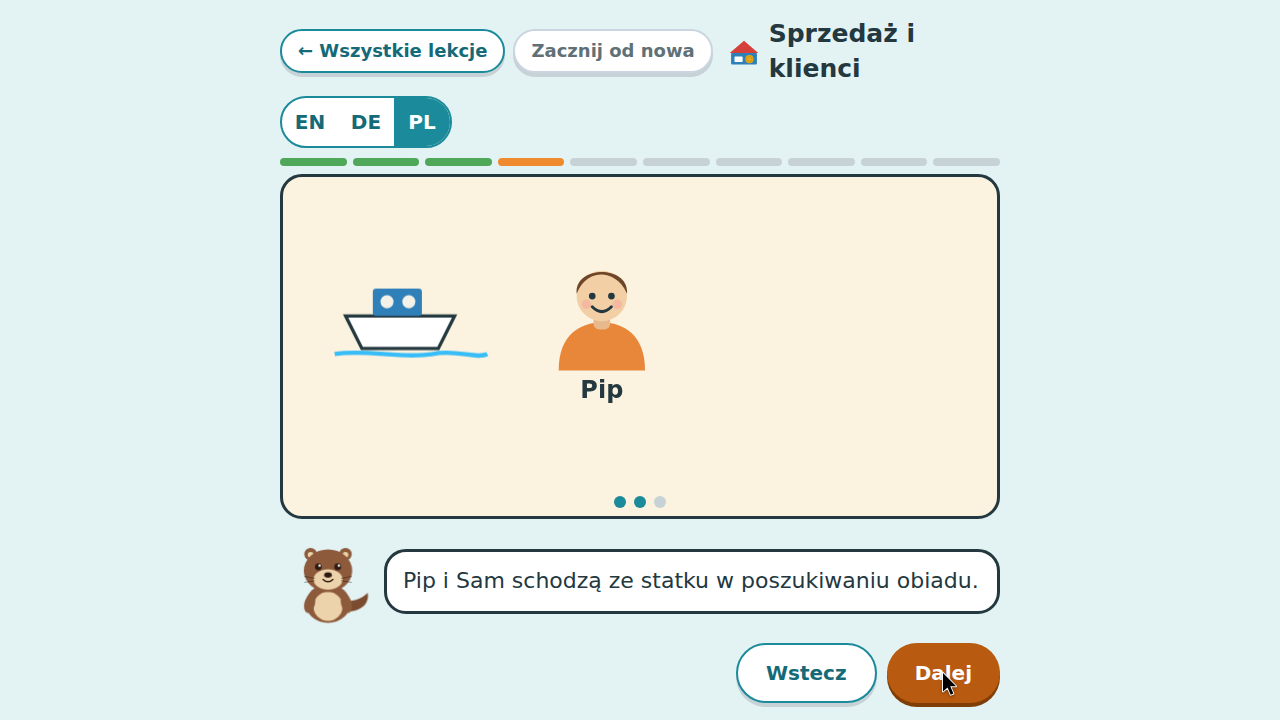 ← Wszystkie lekcje
Zacznij od nowa
Sprzedaż i
klienci
EN DE PL
Pip
Pip i Sam schodzą ze statku w poszukiwaniu obiadu.
Wstecz
Dalej